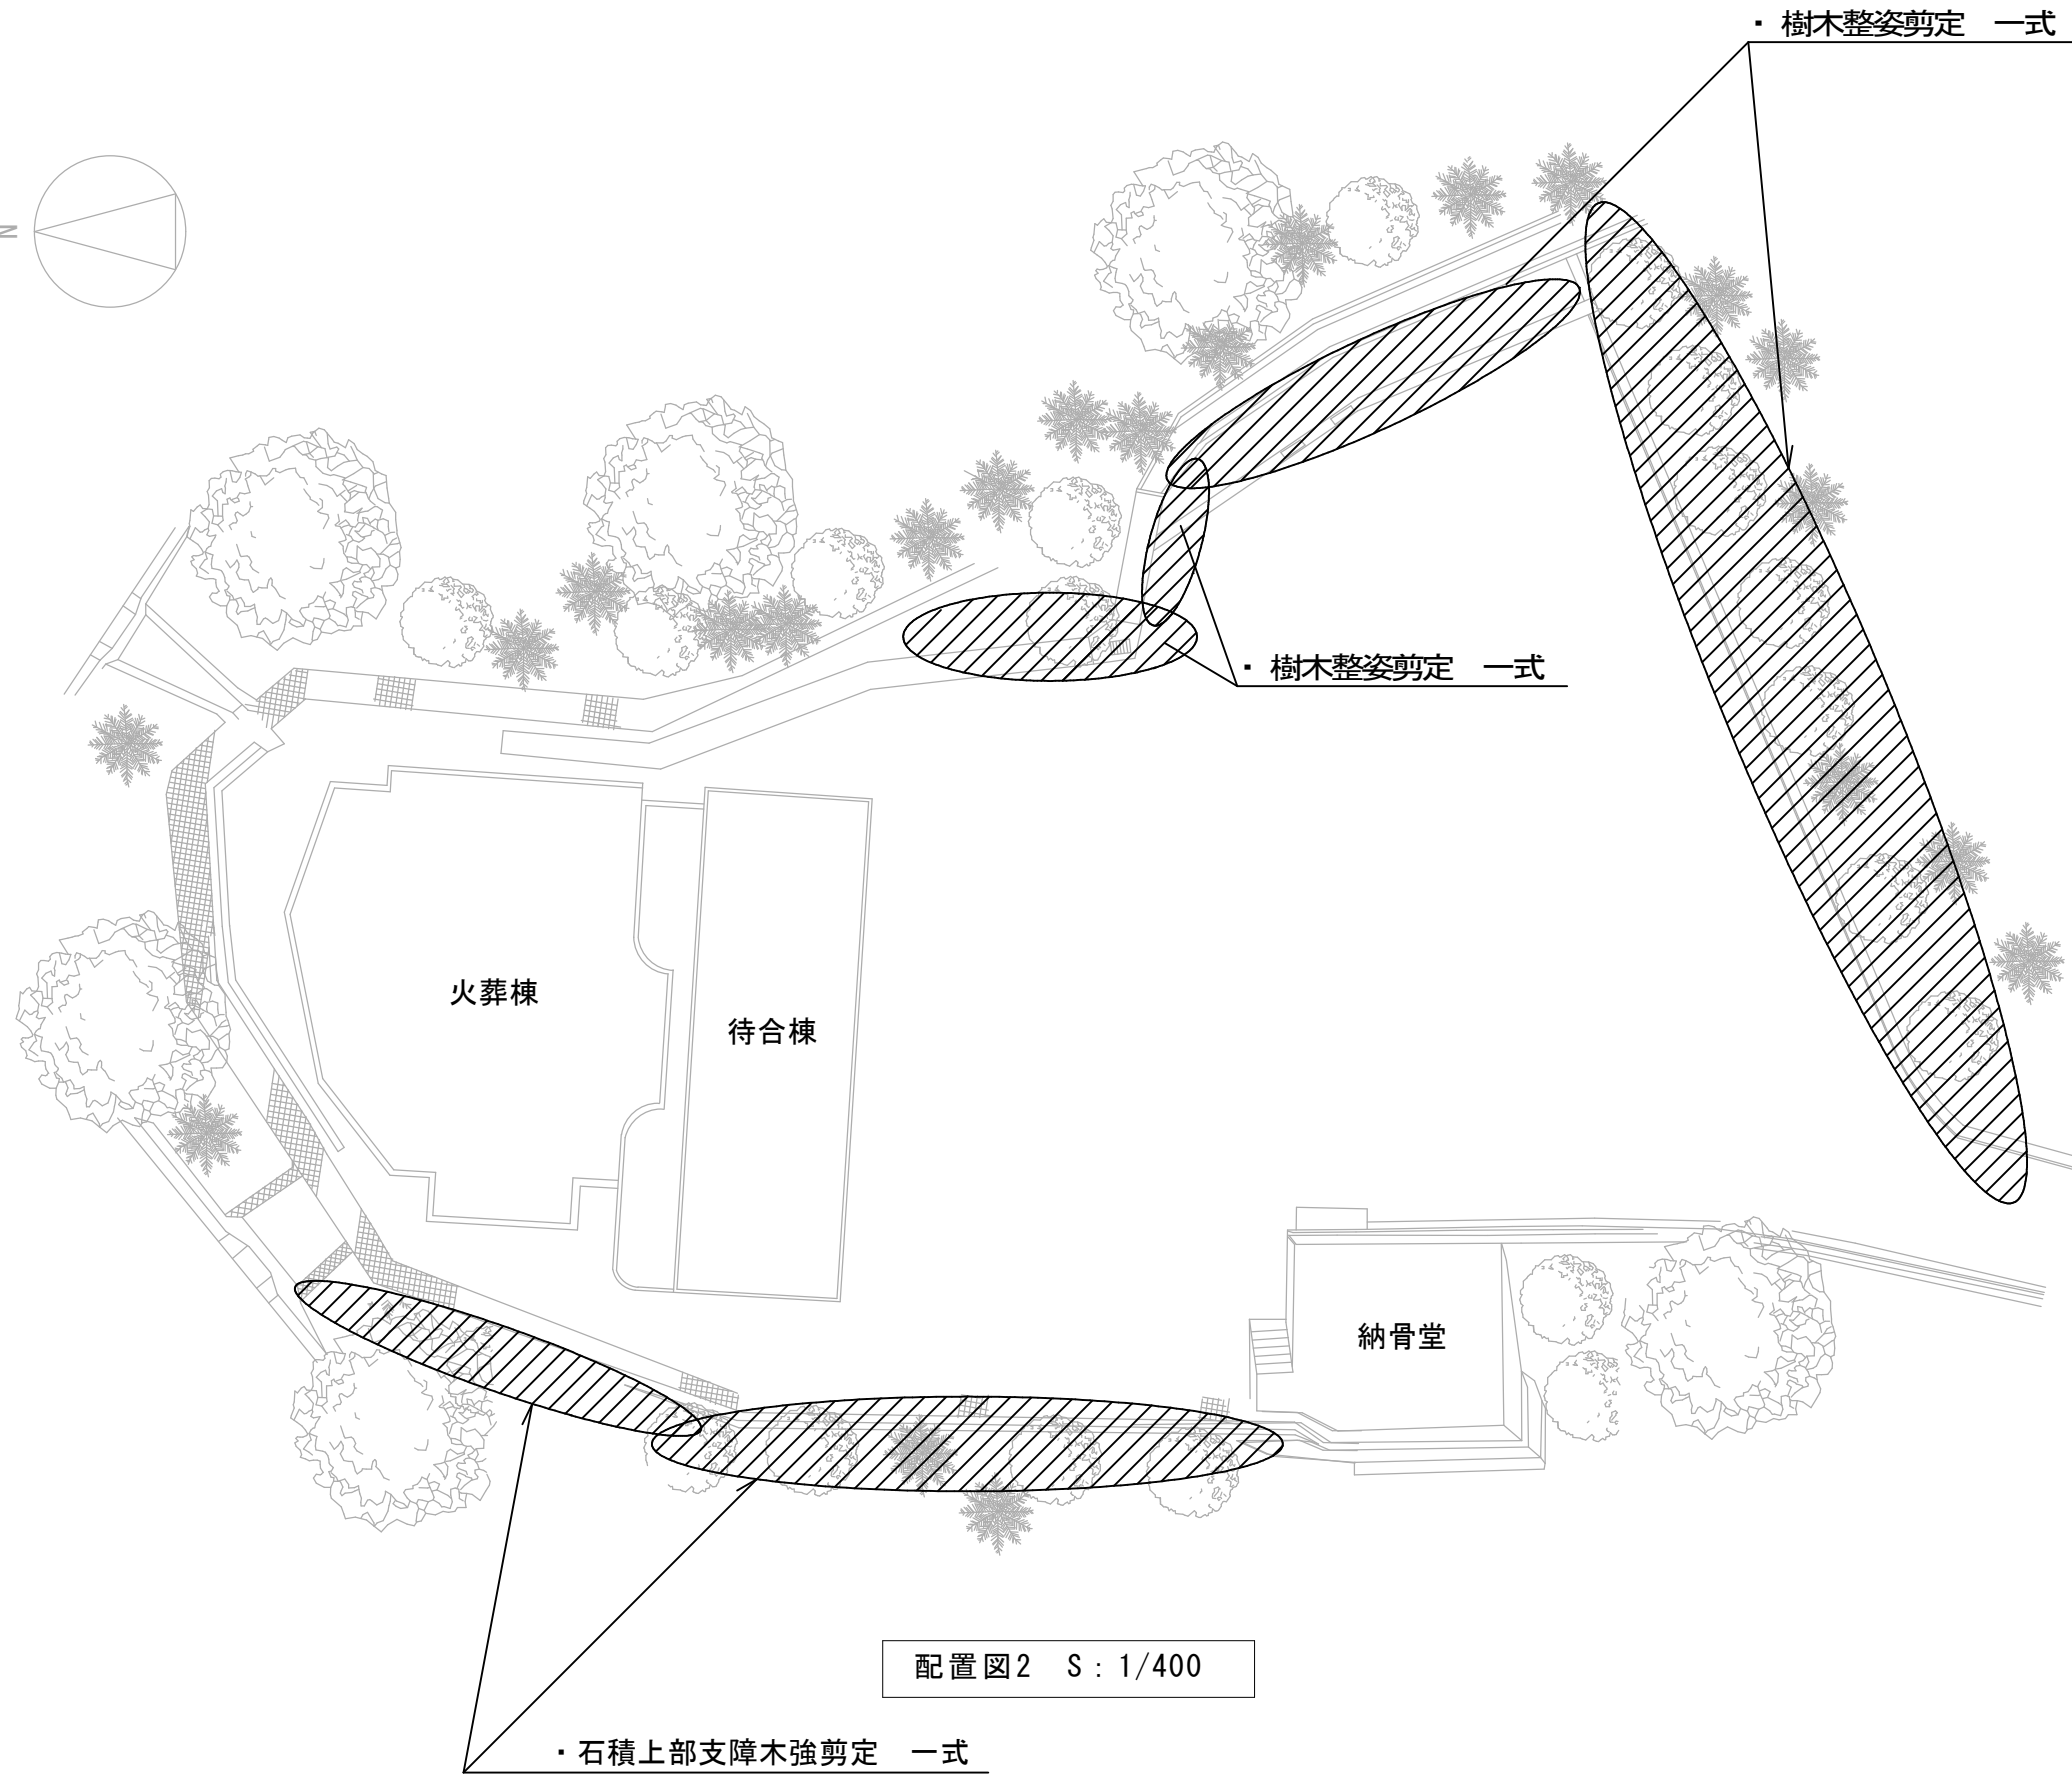 ・樹木整姿剪定　一式
N
・樹木整姿剪定　一式
火葬棟
待合棟
納骨堂
配置図2　S：1/400
・石積上部支障木強剪定　一式